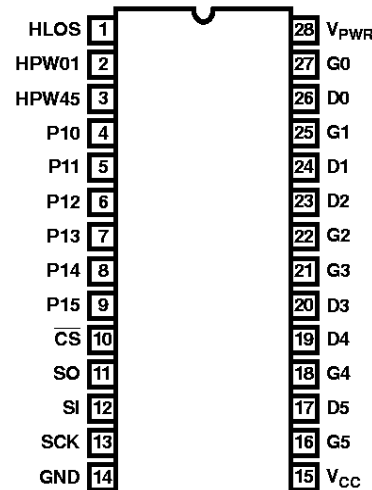 HLOS 1 28 VPWR
HPW01 2 27 G0
HPW45 3 26 D0
P10 4 25 G1
P11 5 24 D1
P12 6 23 D2
P13 7 22 G2
P14 8 21 G3
P15 9 20 D3
CS 10 19 D4
SO 11 18 G4
SI 12 17 D5
SCK 13 16 G5
GND 14 15 VCC